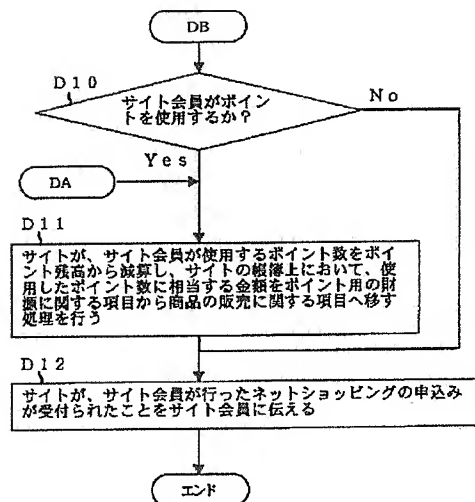 DB
D10
サイト会員がポイン
トを使用するか？
No
Yes
DA
D11
サイトが、サイト会員が使用するポイント数をポイ
ント残高から減算し、サイトの帳簿上において、使
用したポイント数に相当する金額をポイント用の財
源に関する項目から商品の販売に関する項目へ移す
処理を行う
D12
サイトが、サイト会員が行ったネットショッピングの申込み
が受付られたことをサイト会員に伝える
エンド